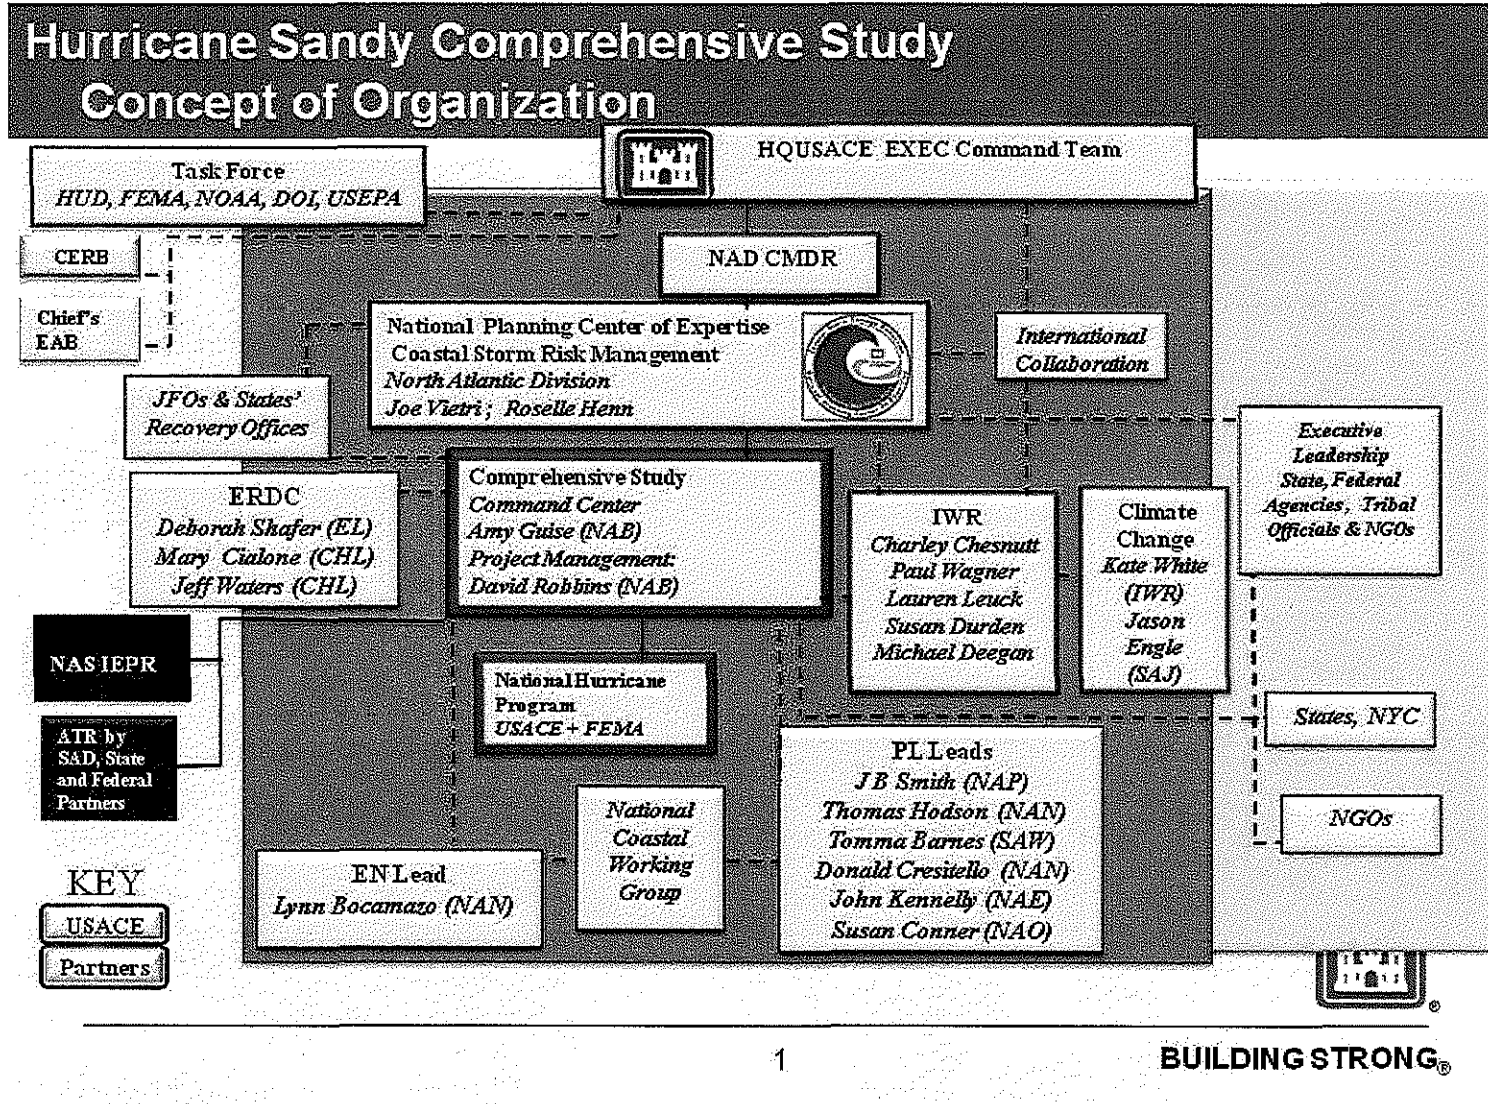 Hurricane Sandy Comprehensive Study
Concept of Organization
HQUSACE EXEC Command Team
Task Force
HUD, FEMA, NOAA, DOI, USEPA
CERB
Chief's
EAB
NAD CMDR
National Planning Center of Expertise
Coastal Storm Risk Management
North Atlantic Division
Joe Vietri ; Roselle Henn
International
Collaboration
JFOs & States'
Recovery Offices
Executive
Leadership
State, Federal
Agencies, Tribal
Officials & NGOs
ERDC
Deborah Shafer (EL)
Mary Cialone (CHL)
Jeff Waters (CHL)
Comprehensive Study
Command Center
Amy Guise (NAB)
Project Management:
David Robbins (NAB)
IWR
Charley Chesnutt
Paul Wagner
Lauren Leuck
Susan Durden
Michael Deegan
Climate
Change
Kate White
(IWR)
Jason
Engle
(SAJ)
NAS IEPR
ATR by
SAD, State
and Federal
Partners
National Hurricane
Program
USACE + FEMA
States, NYC
NGOs
PL Leads
J B Smith (NAP)
Thomas Hodson (NAN)
Tomma Barnes (SAW)
Donald Cresitello (NAN)
John Kennelly (NAE)
Susan Conner (NAO)
National
Coastal
Working
Group
EN Lead
Lynn Bocamazo (NAN)
KEY
USACE
Partners
®
1
BUILDING STRONG®